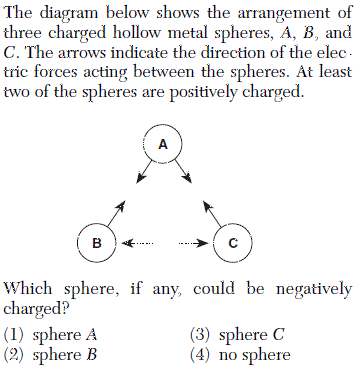 The diagram below shows the arrangement of
three charged hollow metal spheres, A, B, and
C. The arrows indicate the direction of the elec-
tric forces acting between the spheres. At least
two of the spheres are positively charged.
A
B
C
Which sphere, if any, could be negatively
charged?
(1) sphere A
(3) sphere C
(2) sphere B
(4) no sphere